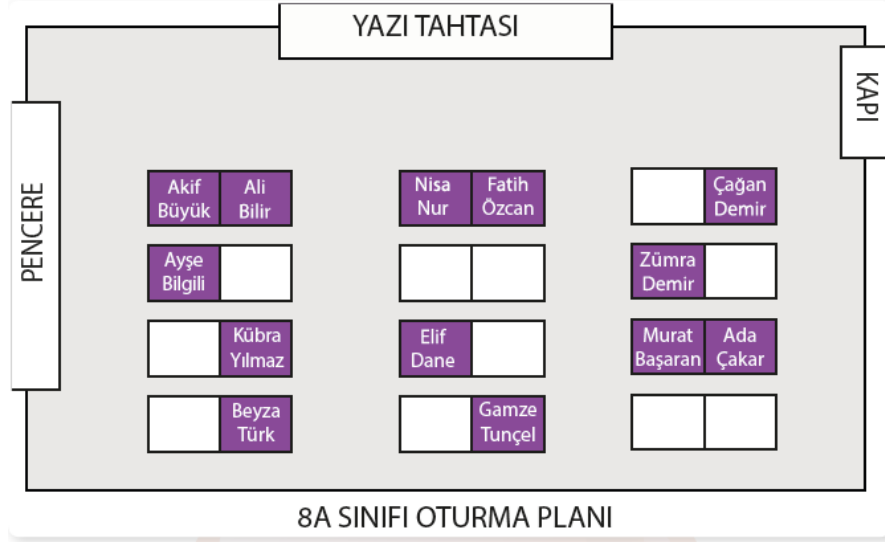 YAZI TAHTASI
KAPI
PENCERE
Akif Büyük
Ali Bilir
Nisa Nur
Fatih Özcan
Çağan Demir
Ayşe Bilgili
Zümra Demir
Kübra Yılmaz
Elif Dane
Murat Başaran
Ada Çakar
Beyza Türk
Gamze Tunçel
8A SINIFI OTURMA PLANI